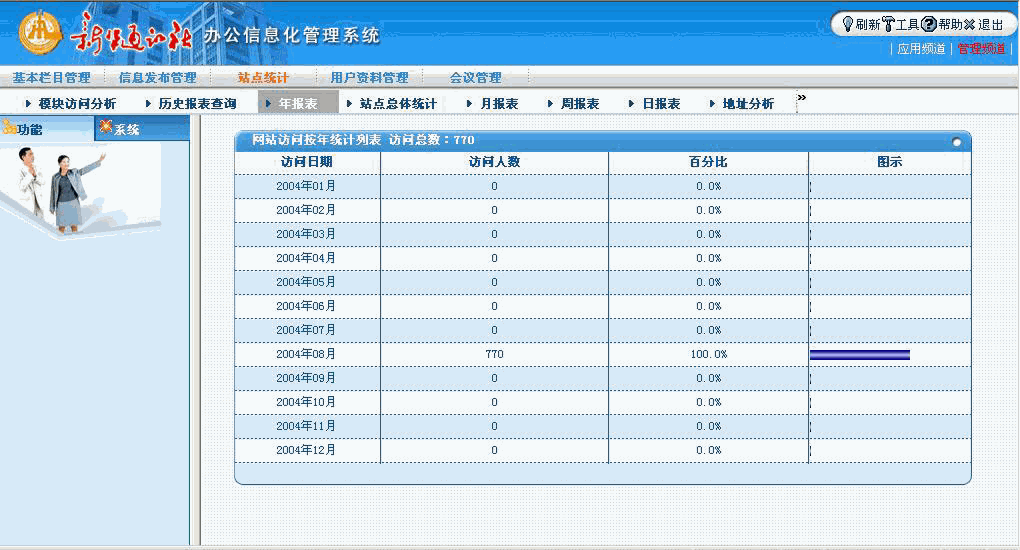 新华通讯社 办公信息化管理系统
刷新 工具 帮助 退出
| 应用频道 | 管理频道 |
基本栏目管理 信息发布管理 站点统计 用户资料管理 会议管理
模块访问分析 历史报表查询 年报表 站点总体统计 月报表 周报表 日报表 地址分析 »
功能 系统
网站访问按年统计列表 访问总数：770
访问日期 访问人数 百分比 图示
2004年01月 0 0.0%
2004年02月 0 0.0%
2004年03月 0 0.0%
2004年04月 0 0.0%
2004年05月 0 0.0%
2004年06月 0 0.0%
2004年07月 0 0.0%
2004年08月 770 100.0%
2004年09月 0 0.0%
2004年10月 0 0.0%
2004年11月 0 0.0%
2004年12月 0 0.0%